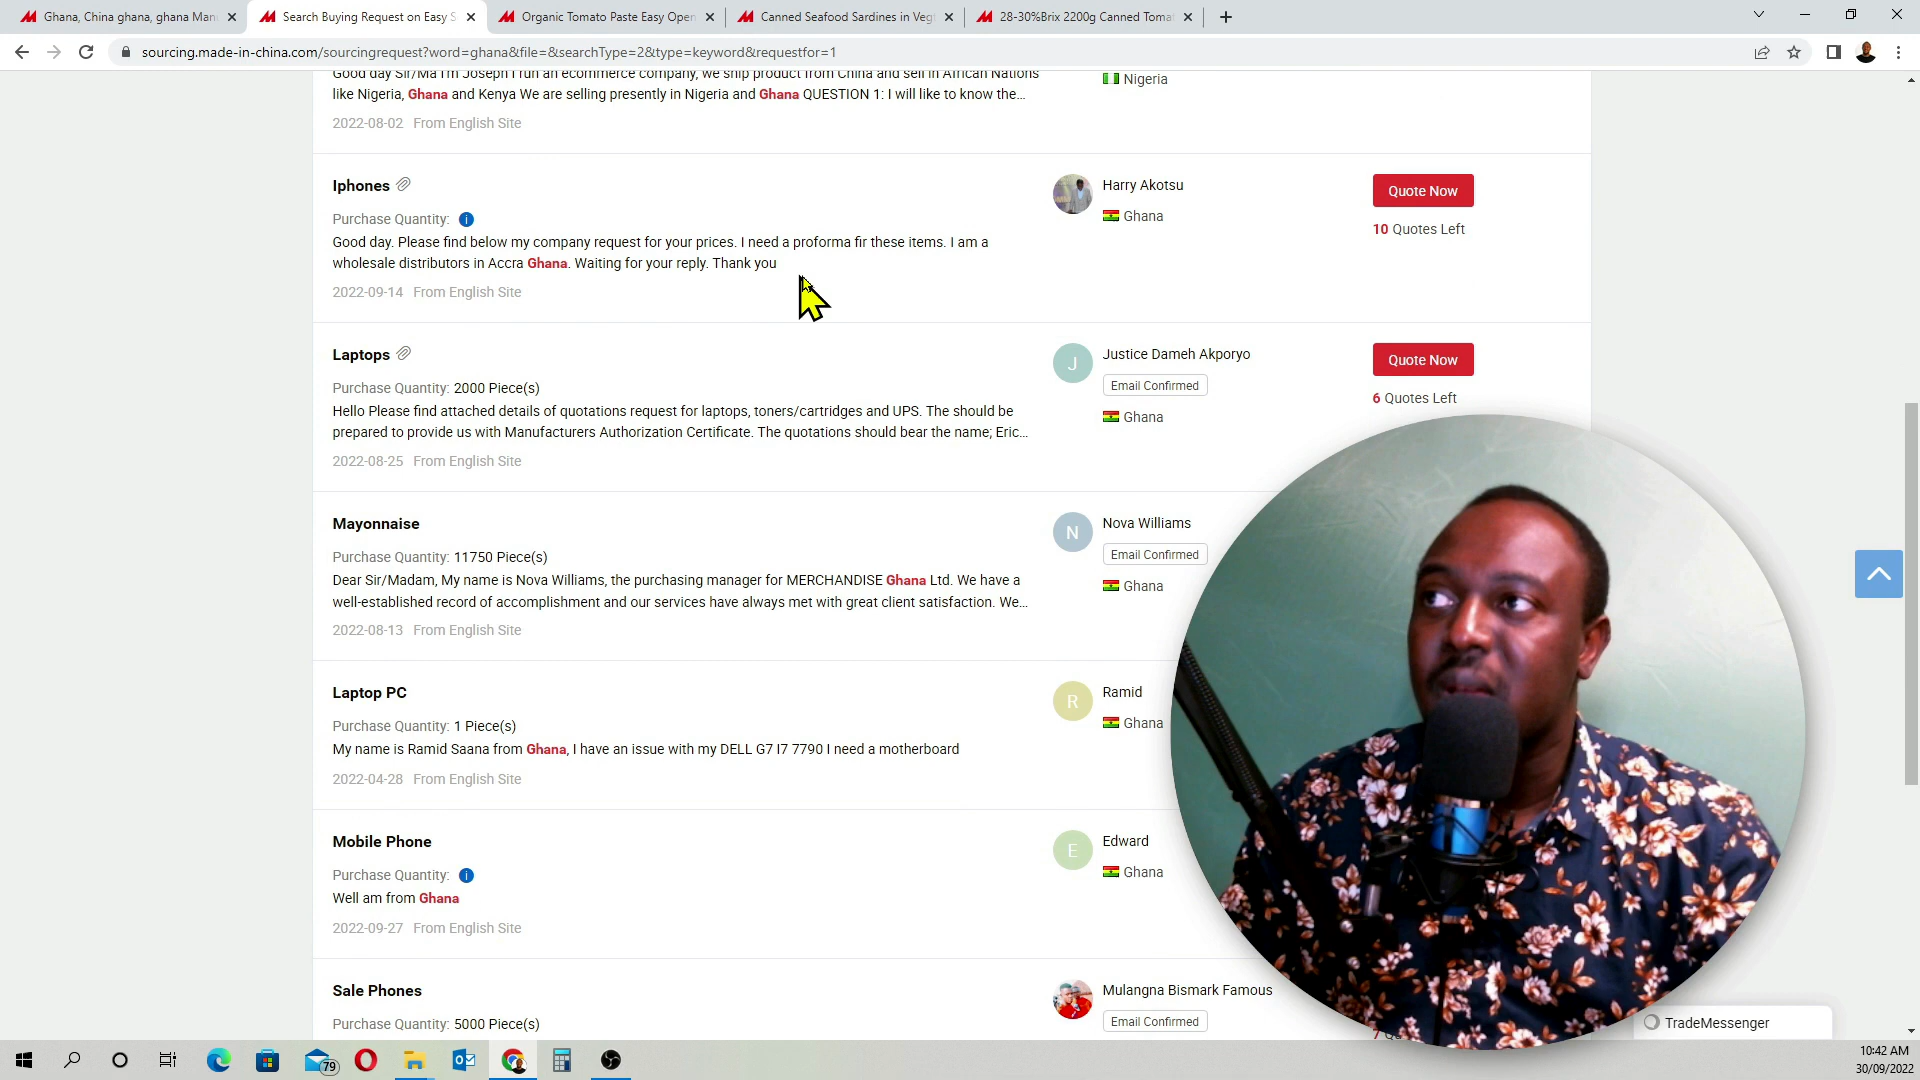 Ghana, China ghana, ghana Man
Search Buying Request on Easy S
Organic Tomato Paste Easy Open
Canned Seafood Sardines in Veg
28-30%Brix 2200g Canned Toma
sourcing.made-in-china.com/sourcingrequest?word=ghana&file=&searchType=2&type=keyword&requestfor=1
Good day Sir/Ma I'm Joseph I run an ecommerce company, we ship product from China and sell in African Nations
like Nigeria, Ghana and Kenya We are selling presently in Nigeria and Ghana QUESTION 1: I will like to know the...
Nigeria
2022-08-02 From English Site
Iphones
Harry Akotsu
Quote Now
Purchase Quantity:
Ghana
10 Quotes Left
Good day. Please find below my company request for your prices. I need a proforma fir these items. I am a
wholesale distributors in Accra Ghana. Waiting for your reply. Thank you
2022-09-14 From English Site
Laptops
Justice Dameh Akporyo
Quote Now
Purchase Quantity: 2000 Piece(s)
Email Confirmed
6 Quotes Left
Hello Please find attached details of quotations request for laptops, toners/cartridges and UPS. The should be
prepared to provide us with Manufacturers Authorization Certificate. The quotations should bear the name; Eric...
Ghana
2022-08-25 From English Site
Mayonnaise
N
Nova Williams
Purchase Quantity: 11750 Piece(s)
Email Confirmed
Dear Sir/Madam, My name is Nova Williams, the purchasing manager for MERCHANDISE Ghana Ltd. We have a
well-established record of accomplishment and our services have always met with great client satisfaction. We...
Ghana
2022-08-13 From English Site
Laptop PC
R
Ramid
Purchase Quantity: 1 Piece(s)
Ghana
My name is Ramid Saana from Ghana, I have an issue with my DELL G7 I7 7790 I need a motherboard
2022-04-28 From English Site
Mobile Phone
E
Edward
Purchase Quantity:
Ghana
Well am from Ghana
2022-09-27 From English Site
Sale Phones
Mulangna Bismark Famous
Purchase Quantity: 5000 Piece(s)
Email Confirmed
J
TradeMessenger
79
10:42 AM
30/09/2022